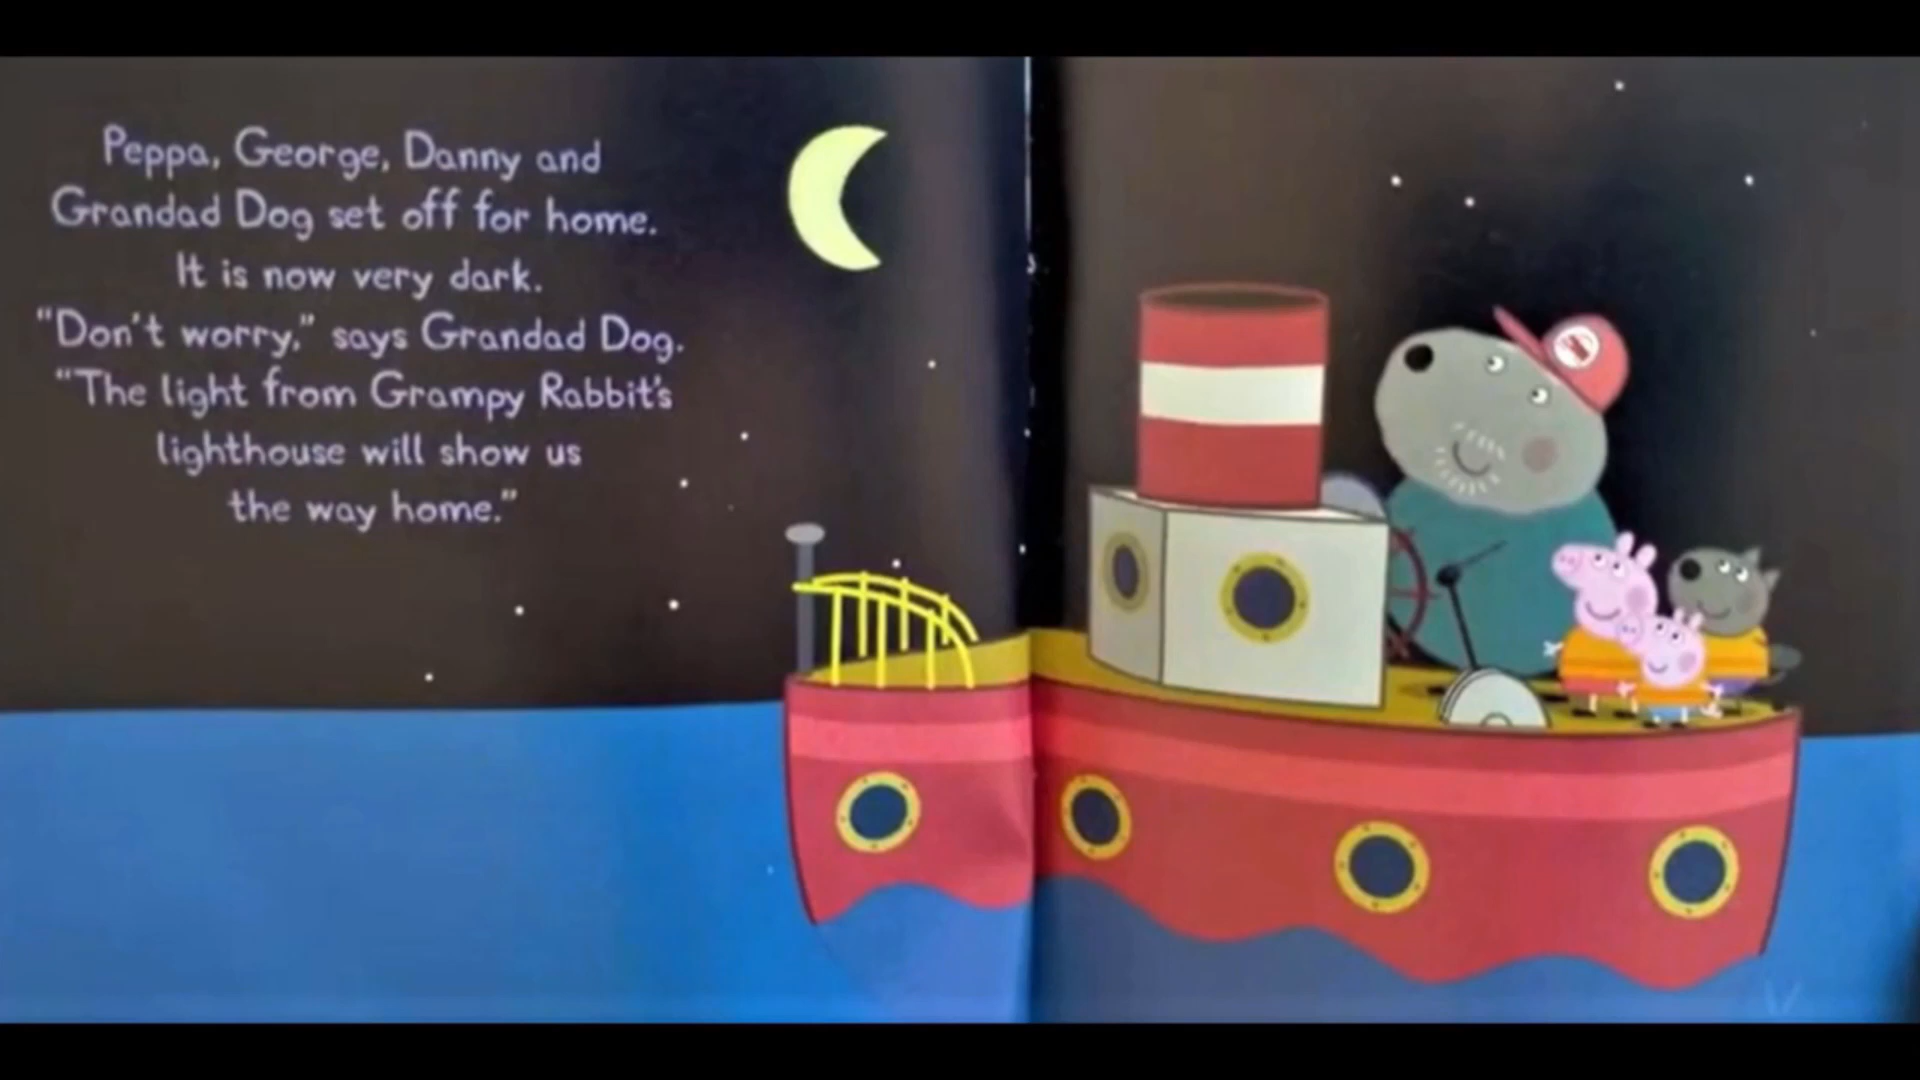 Peppa, George, Danny and
Grandad Dog set off for home.
It is now very dark.
“Don't worry,” says Grandad Dog.
“The light from Grampy Rabbit's
lighthouse will show us
the way home.”